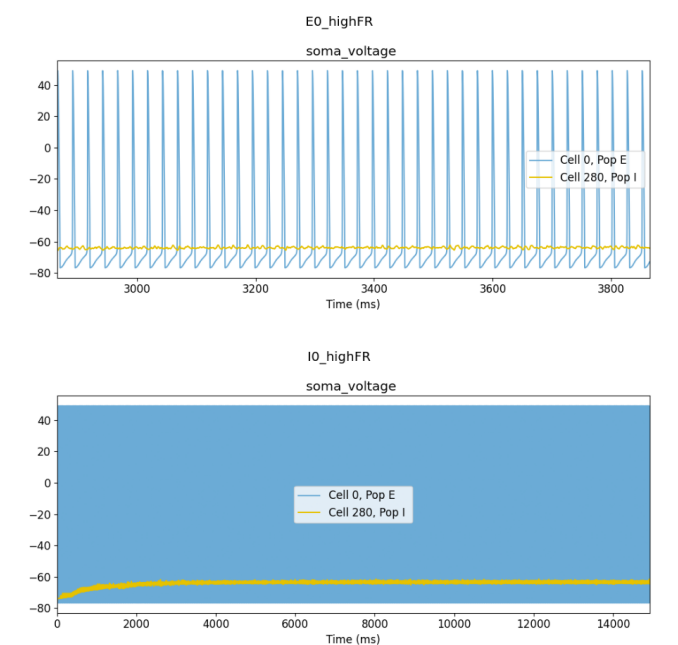 E0_highFR
soma_voltage
40
20
0
−20
−40
−60
−80
Cell 0, Pop E
Cell 280, Pop I
3000 3200 3400 3600 3800
Time (ms)
I0_highFR
soma_voltage
40
20
0
−20
−40
−60
−80
Cell 0, Pop E
Cell 280, Pop I
0 2000 4000 6000 8000 10000 12000 14000
Time (ms)